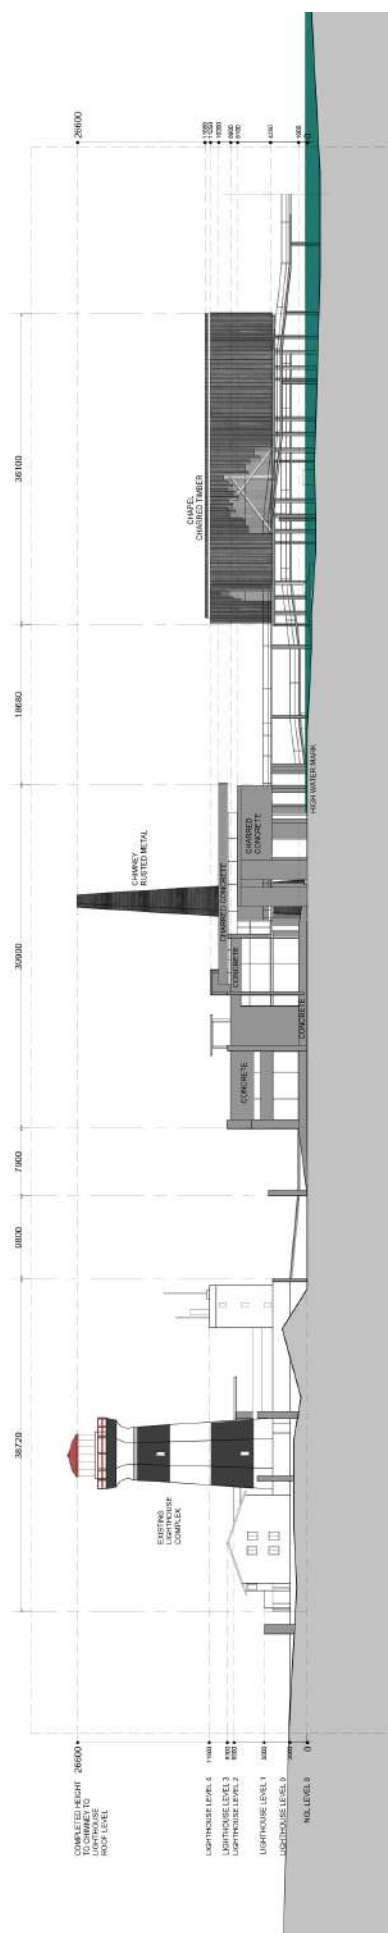 38720
9800
7900
30900
18680
36100
26600
COMPLETED HEIGHT
TO CHIMNEY TO
LIGHTHOUSE
ROOF LEVEL
LIGHTHOUSE LEVEL
LIGHTHOUSE LEVEL 3
LIGHTHOUSE LEVEL 2
LIGHTHOUSE LEVEL 1
LIGHTHOUSE LEVEL 0
NGL LEVEL 0
0
EXISTING
LIGHTHOUSE
COMPLEX
CONCRETE
CONCRETE
CONCRETE
CHARRED CONCRETE
CHIMNEY
RUSTED METAL
CHARRED
CONCRETE
HIGH WATER MARK
CHAPEL
CHARRED TIMBER
26600
4250
0